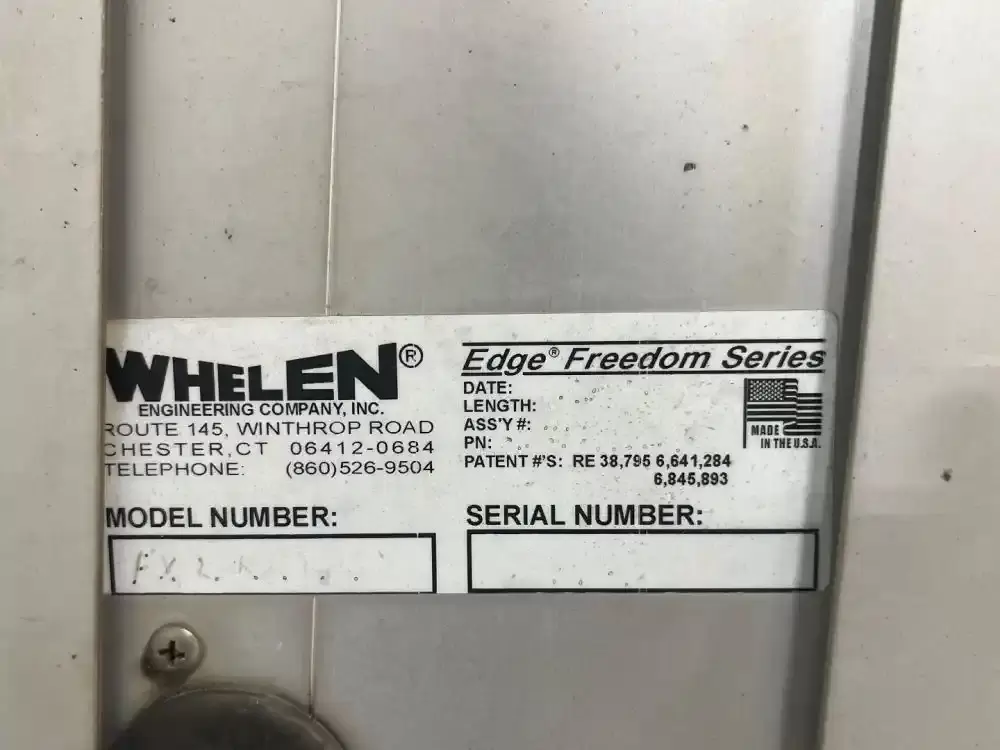 WHELEN®
ENGINEERING COMPANY, INC.
ROUTE 145, WINTHROP ROAD
CHESTER, CT 06412-0684
TELEPHONE: (860)526-9504
MODEL NUMBER:
Edge® Freedom Series
DATE:
LENGTH:
ASS'Y #:
PN:
PATENT #'S: RE 38,795 6,641,284
6,845,893
MADE
IN THE U.S.A.
SERIAL NUMBER: